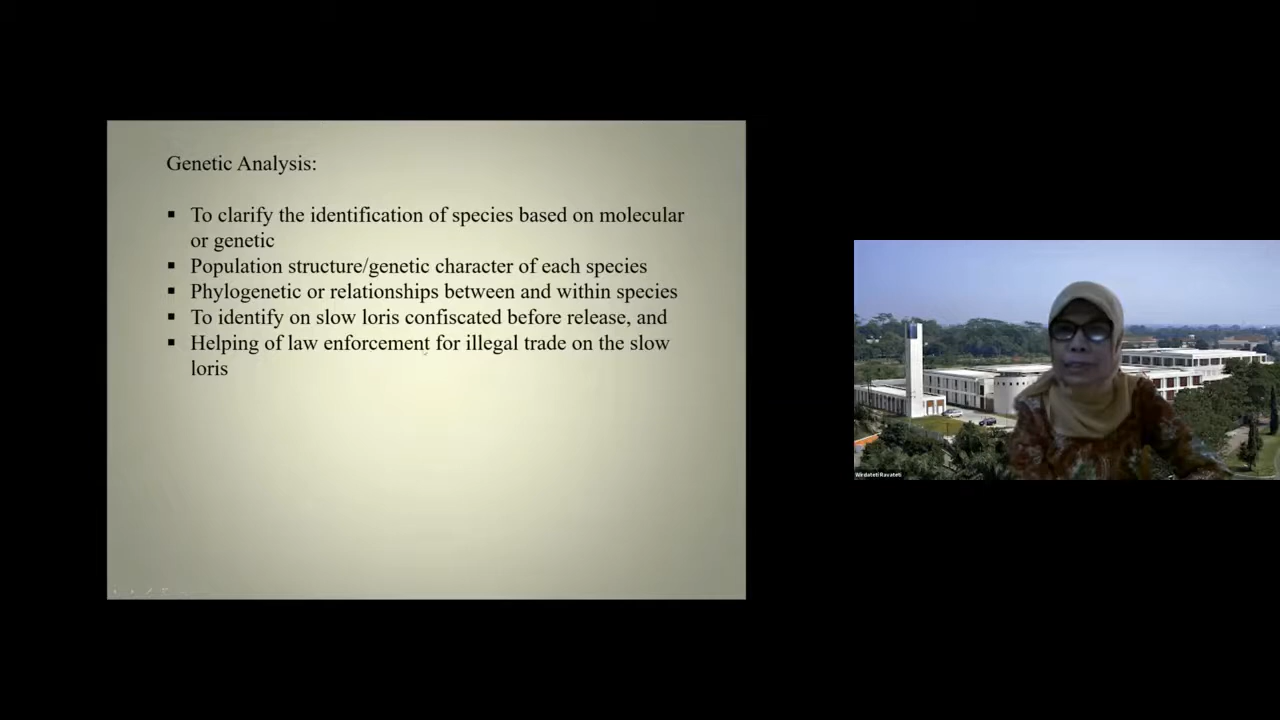 Genetic Analysis:
▪ To clarify the identification of species based on molecular
or genetic
▪ Population structure/genetic character of each species
▪ Phylogenetic or relationships between and within species
▪ To identify on slow loris confiscated before release, and
▪ Helping of law enforcement for illegal trade on the slow
loris
Wirdateti Ravateti